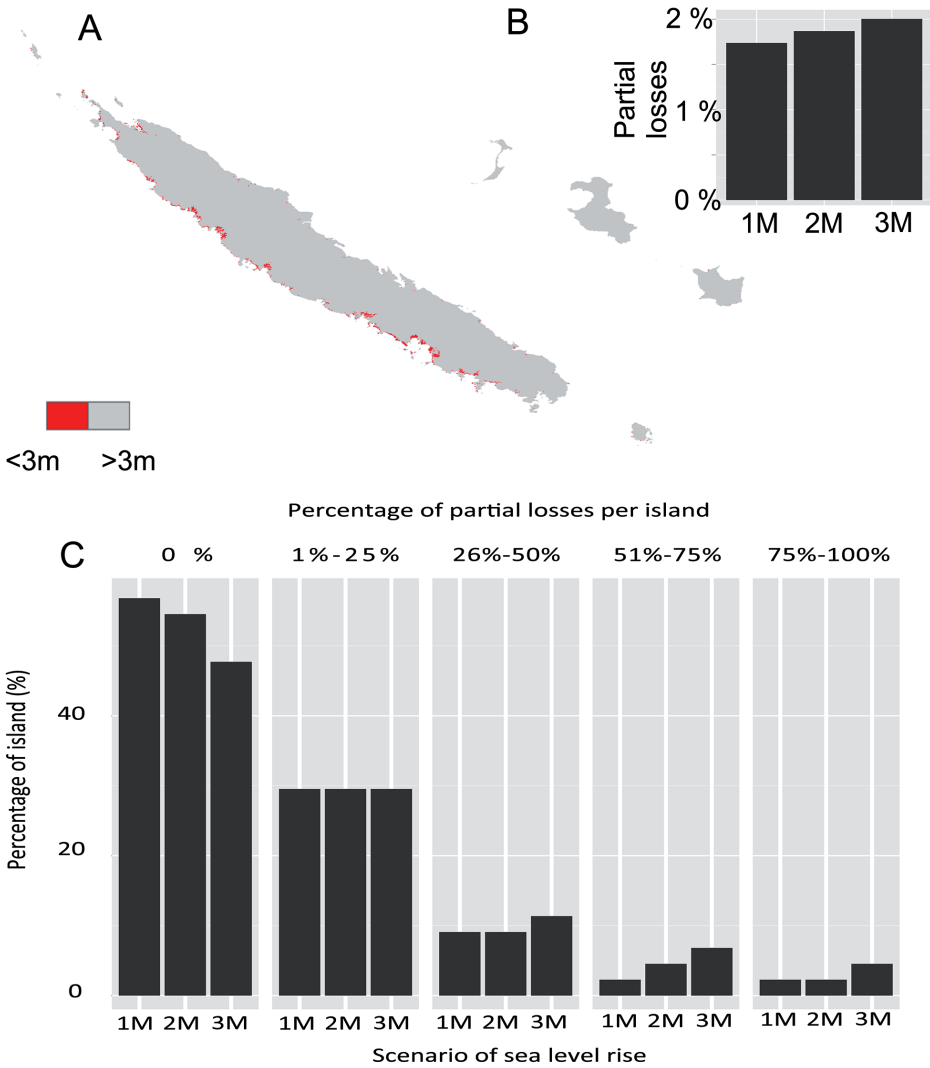 A
B
2 %
1 %
0 %
Partial
losses
1M 2M 3M
<3m >3m
Percentage of partial losses per island
C
0 % 1%-25% 26%-50% 51%-75% 75%-100%
Percentage of island (%)
40
20
0
1M 2M 3M 1M 2M 3M 1M 2M 3M 1M 2M 3M 1M 2M 3M
Scenario of sea level rise